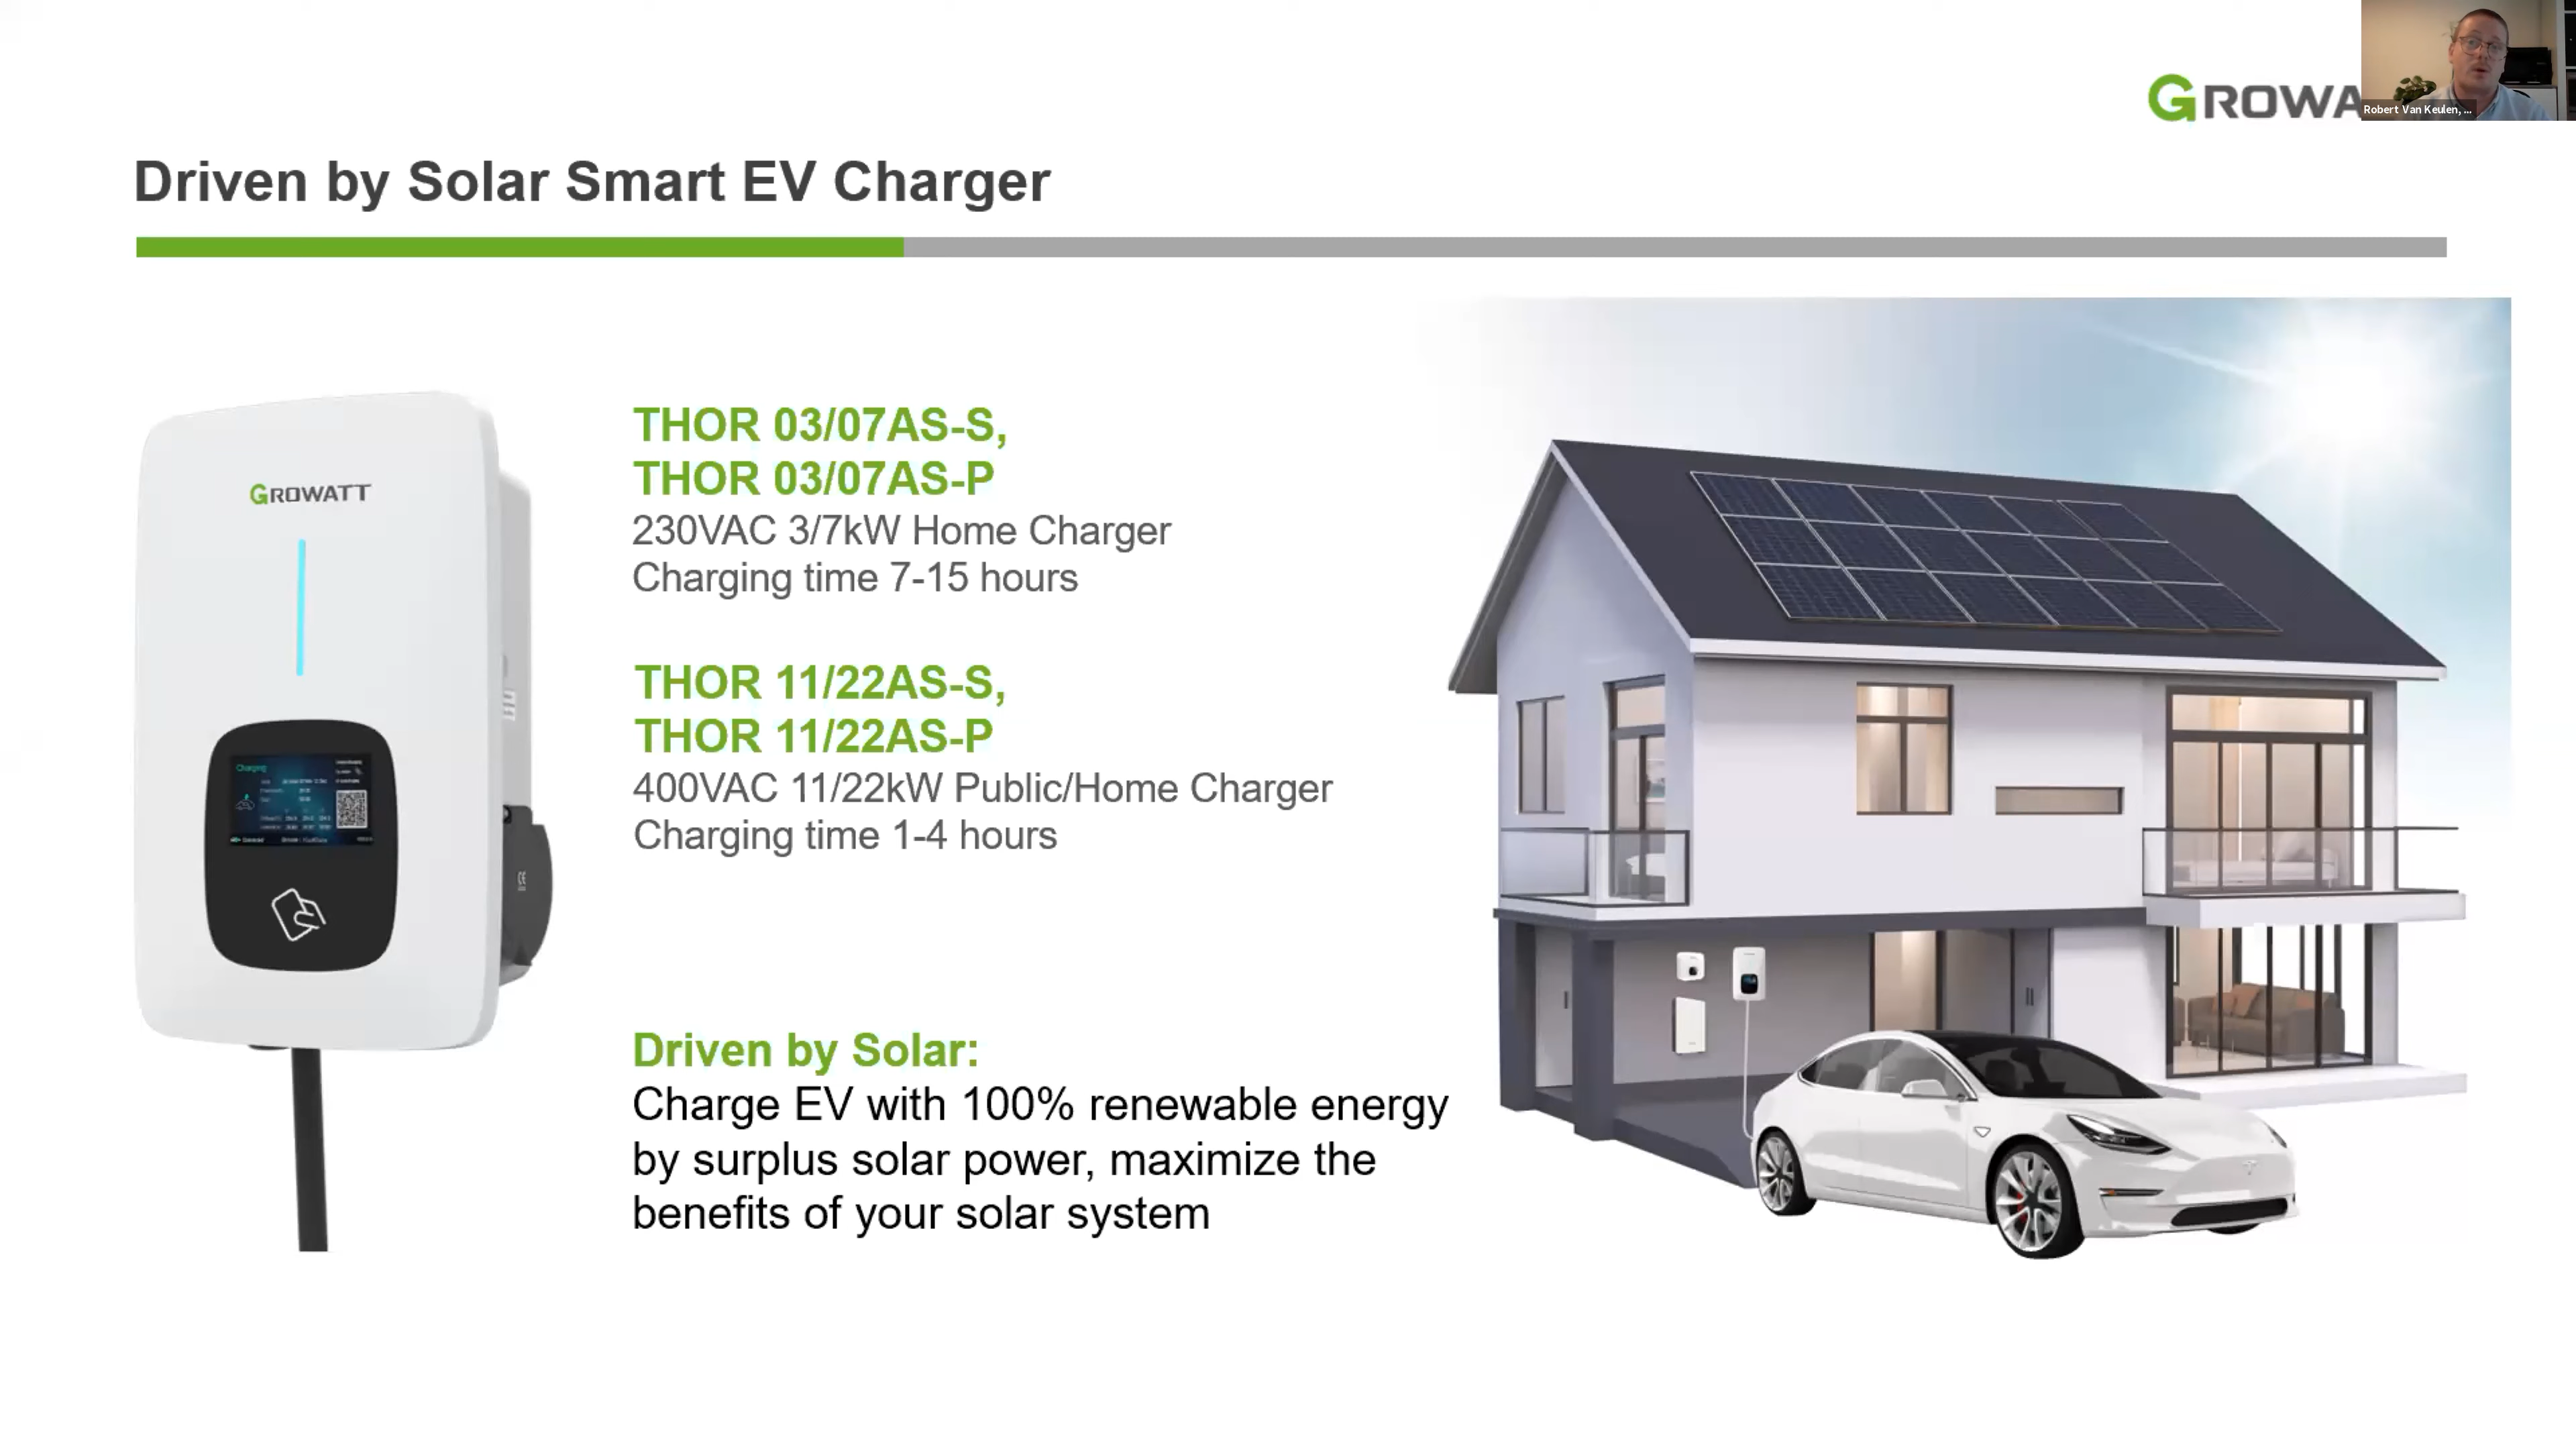 GROWA
Robert Van Keulen, ...
Driven by Solar Smart EV Charger
GROWATT
Charging
THOR 03/07AS-S,
THOR 03/07AS-P
230VAC 3/7kW Home Charger
Charging time 7-15 hours
THOR 11/22AS-S,
THOR 11/22AS-P
400VAC 11/22kW Public/Home Charger
Charging time 1-4 hours
CE
Driven by Solar:
Charge EV with 100% renewable energy
by surplus solar power, maximize the
benefits of your solar system